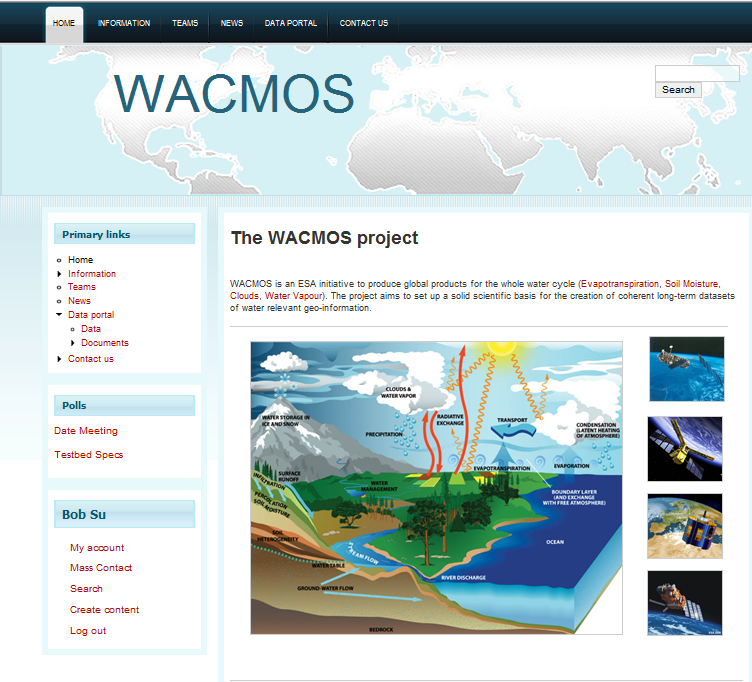 HOME INFORMATION TEAMS NEWS DATA PORTAL CONTACT US
WACMOS
Search
Primary links
Home
Information
Teams
News
Data portal
Data
Documents
Contact us
Polls
Date Meeting
Testbed Specs
Bob Su
My account
Mass Contact
Search
Create content
Log out
The WACMOS project
WACMOS is an ESA initiative to produce global products for the whole water cycle (Evapotranspiration, Soil Moisture,
Clouds, Water Vapour). The project aims to set up a solid scientific basis for the creation of coherent long-term datasets
of water relevant geo-information.
CLOUDS &
WATER VAPOR
WATER STORAGE IN
ICE AND SNOW
RADIATIVE
EXCHANGE
TRANSPORT
CONDENSATION
(LATENT HEATING
OF ATMOSPHERE)
PRECIPITATION
EVAPOTRANSPIRATION
EVAPORATION
SURFACE
RUNOFF
INFILTRATION
WATER
MANAGEMENT
PERCOLATION
SOIL MOISTURE
BOUNDARY LAYER
(AND EXCHANGE
WITH FREE ATMOSPHERE)
SOIL
HETEROGENEITY
STREAM FLOW
OCEAN
WATER TABLE
RIVER DISCHARGE
GROUND-WATER FLOW
BEDROCK